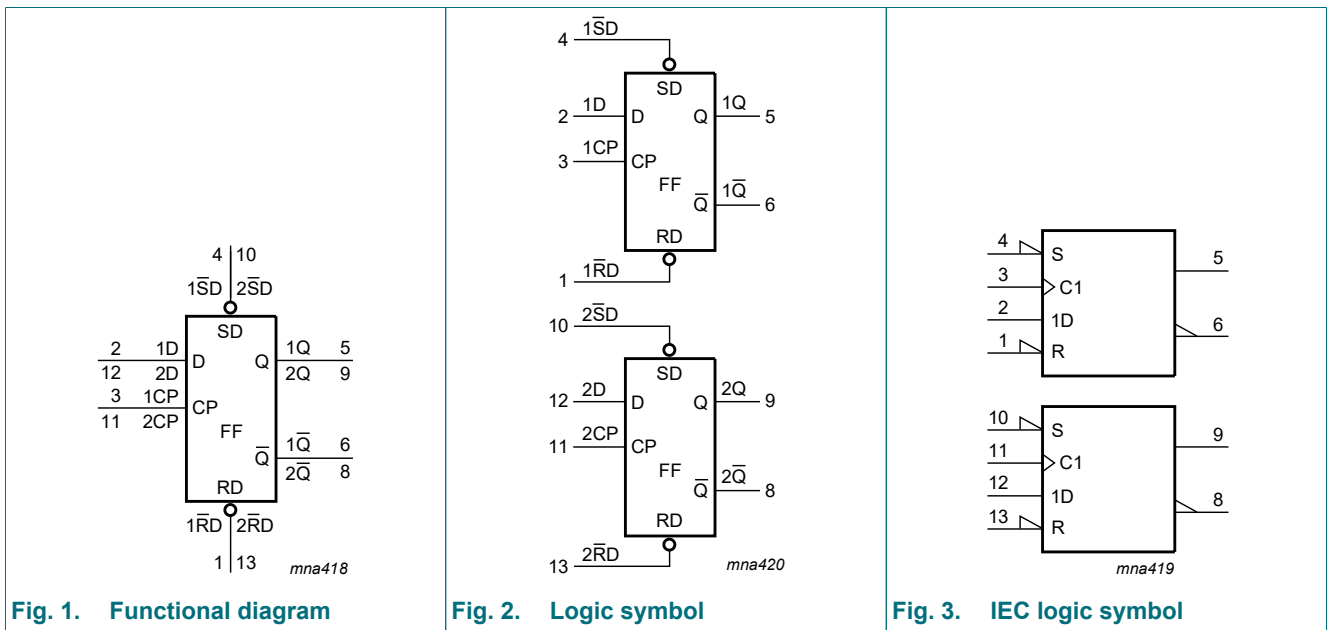 4 10
1S̅D 2S̅D
SD
2 1D D Q 1Q 5
12 2D 2Q 9
3 1CP CP
11 2CP
FF
Q̅ 1Q̅ 6
2Q̅ 8
RD
1R̅D 2R̅D
1 13
mna418
Fig. 1. Functional diagram
4 1S̅D
SD
2 1D D Q 1Q 5
3 1CP CP
FF
Q̅ 1Q̅ 6
RD
1 1R̅D
10 2S̅D
SD
12 2D D Q 2Q 9
11 2CP CP
FF
Q̅ 2Q̅ 8
RD
13 2R̅D
mna420
Fig. 2. Logic symbol
4 S 5
3 C1
2 1D 6
1 R
10 S 9
11 C1
12 1D 8
13 R
mna419
Fig. 3. IEC logic symbol